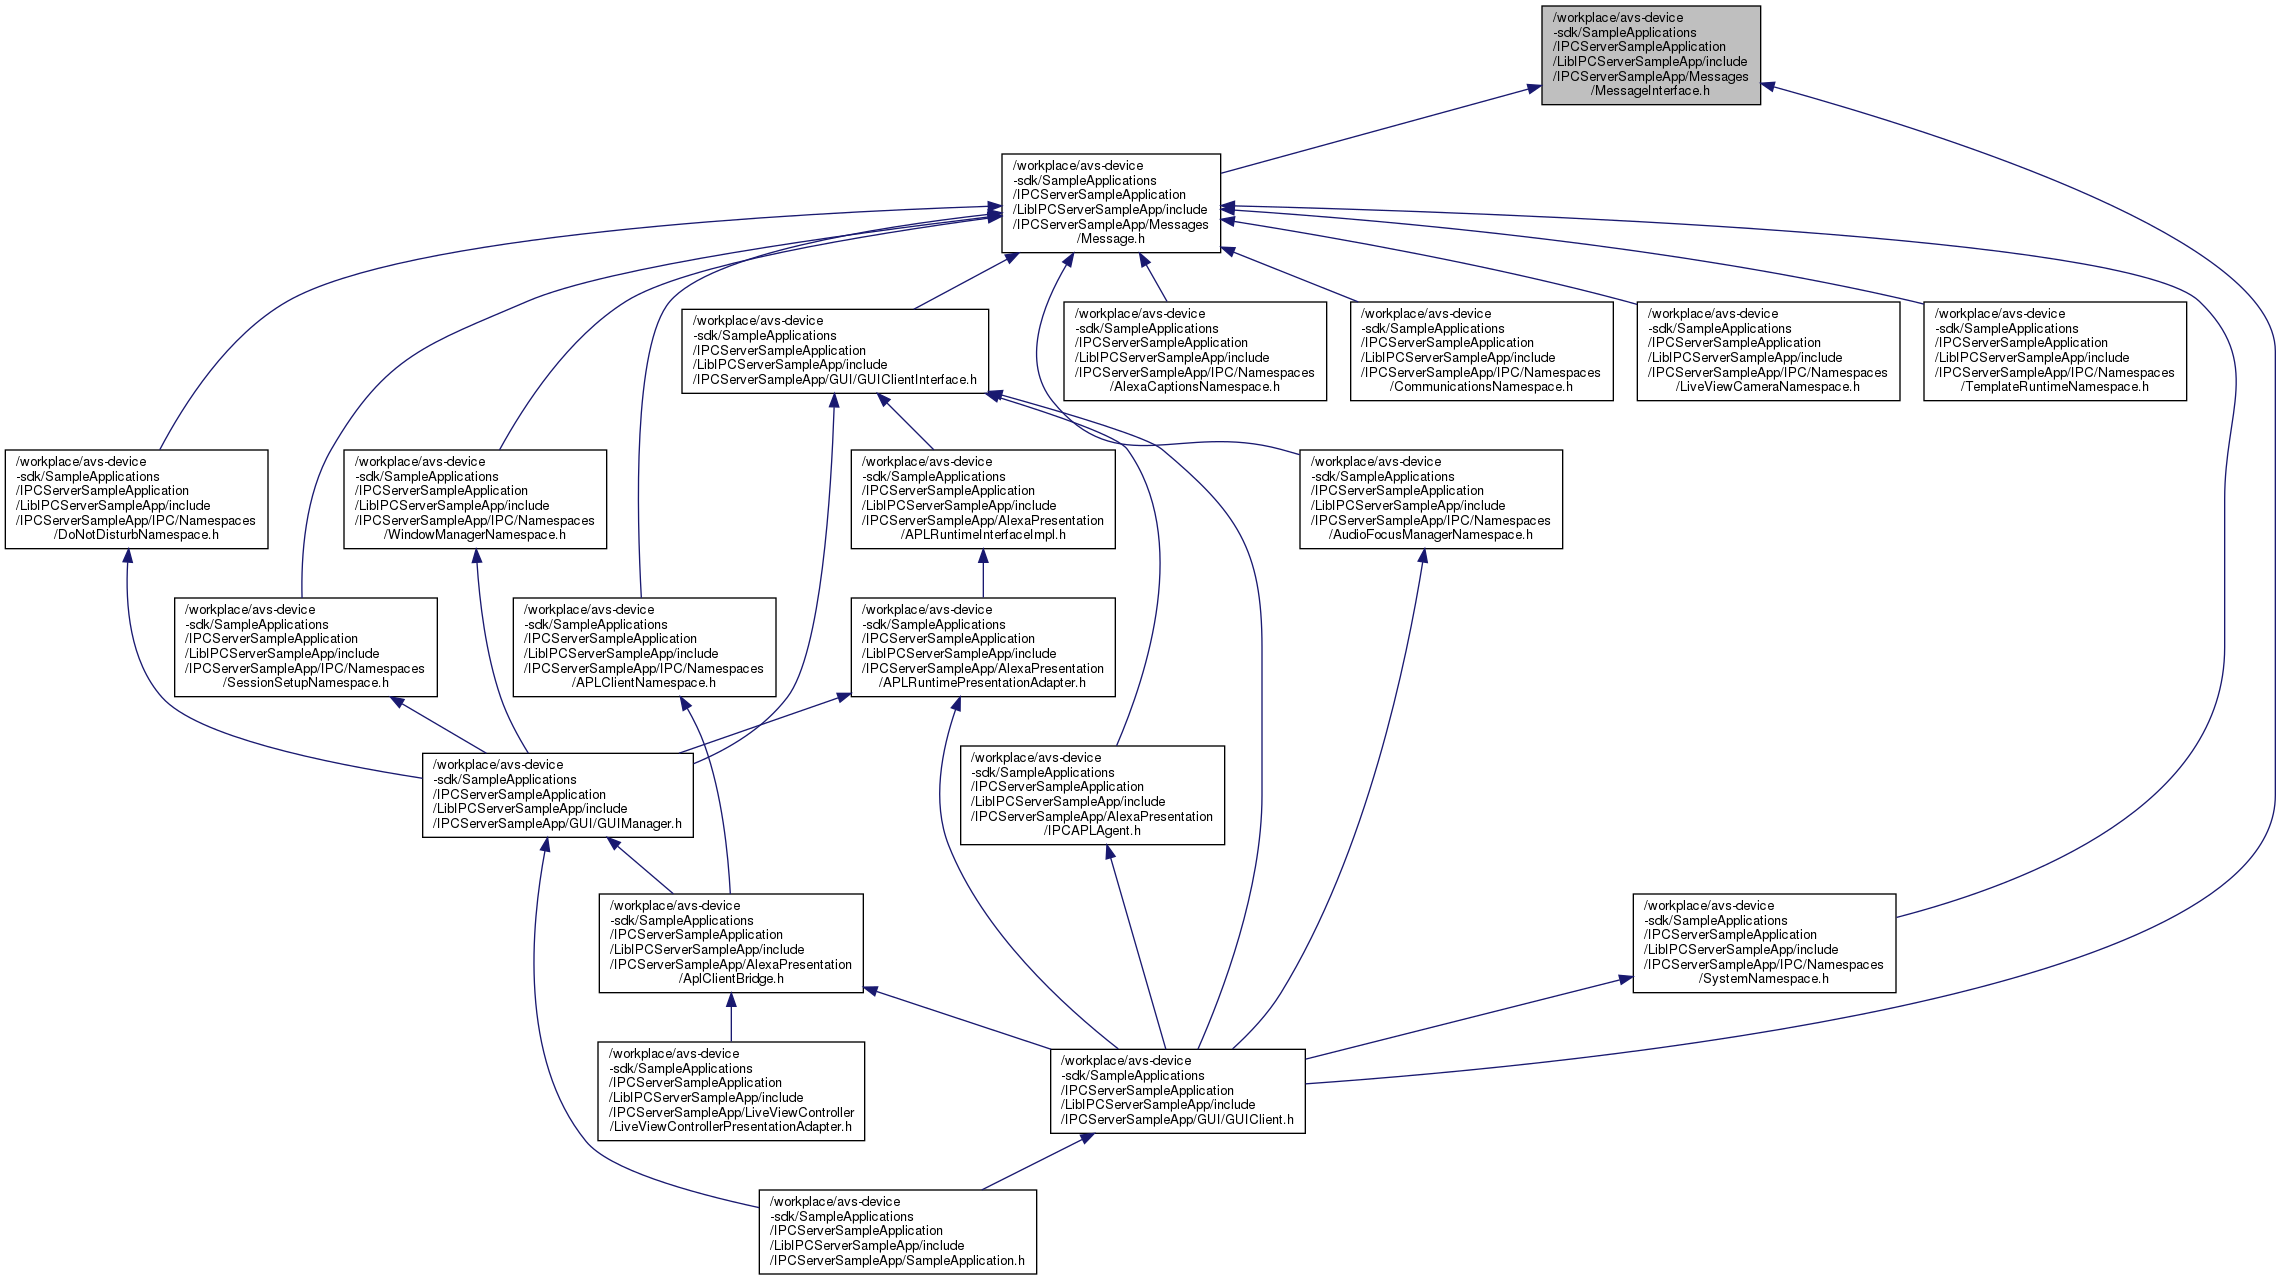 /workplace/avs-device
-sdk/SampleApplications
/IPCServerSampleApplication
/LibIPCServerSampleApp/include
/IPCServerSampleApp/Messages
/MessageInterface.h
/workplace/avs-device
-sdk/SampleApplications
/IPCServerSampleApplication
/LibIPCServerSampleApp/include
/IPCServerSampleApp/Messages
/Message.h
/workplace/avs-device
-sdk/SampleApplications
/IPCServerSampleApplication
/LibIPCServerSampleApp/include
/IPCServerSampleApp/GUI/GUIClientInterface.h
/workplace/avs-device
-sdk/SampleApplications
/IPCServerSampleApplication
/LibIPCServerSampleApp/include
/IPCServerSampleApp/IPC/Namespaces
/AlexaCaptionsNamespace.h
/workplace/avs-device
-sdk/SampleApplications
/IPCServerSampleApplication
/LibIPCServerSampleApp/include
/IPCServerSampleApp/IPC/Namespaces
/CommunicationsNamespace.h
/workplace/avs-device
-sdk/SampleApplications
/IPCServerSampleApplication
/LibIPCServerSampleApp/include
/IPCServerSampleApp/IPC/Namespaces
/LiveViewCameraNamespace.h
/workplace/avs-device
-sdk/SampleApplications
/IPCServerSampleApplication
/LibIPCServerSampleApp/include
/IPCServerSampleApp/IPC/Namespaces
/TemplateRuntimeNamespace.h
/workplace/avs-device
-sdk/SampleApplications
/IPCServerSampleApplication
/LibIPCServerSampleApp/include
/IPCServerSampleApp/IPC/Namespaces
/DoNotDisturbNamespace.h
/workplace/avs-device
-sdk/SampleApplications
/IPCServerSampleApplication
/LibIPCServerSampleApp/include
/IPCServerSampleApp/IPC/Namespaces
/WindowManagerNamespace.h
/workplace/avs-device
-sdk/SampleApplications
/IPCServerSampleApplication
/LibIPCServerSampleApp/include
/IPCServerSampleApp/AlexaPresentation
/APLRuntimeInterfaceImpl.h
/workplace/avs-device
-sdk/SampleApplications
/IPCServerSampleApplication
/LibIPCServerSampleApp/include
/IPCServerSampleApp/IPC/Namespaces
/AudioFocusManagerNamespace.h
/workplace/avs-device
-sdk/SampleApplications
/IPCServerSampleApplication
/LibIPCServerSampleApp/include
/IPCServerSampleApp/IPC/Namespaces
/SessionSetupNamespace.h
/workplace/avs-device
-sdk/SampleApplications
/IPCServerSampleApplication
/LibIPCServerSampleApp/include
/IPCServerSampleApp/IPC/Namespaces
/APLClientNamespace.h
/workplace/avs-device
-sdk/SampleApplications
/IPCServerSampleApplication
/LibIPCServerSampleApp/include
/IPCServerSampleApp/AlexaPresentation
/APLRuntimePresentationAdapter.h
/workplace/avs-device
-sdk/SampleApplications
/IPCServerSampleApplication
/LibIPCServerSampleApp/include
/IPCServerSampleApp/GUI/GUIManager.h
/workplace/avs-device
-sdk/SampleApplications
/IPCServerSampleApplication
/LibIPCServerSampleApp/include
/IPCServerSampleApp/AlexaPresentation
/IPCAPLAgent.h
/workplace/avs-device
-sdk/SampleApplications
/IPCServerSampleApplication
/LibIPCServerSampleApp/include
/IPCServerSampleApp/AlexaPresentation
/AplClientBridge.h
/workplace/avs-device
-sdk/SampleApplications
/IPCServerSampleApplication
/LibIPCServerSampleApp/include
/IPCServerSampleApp/IPC/Namespaces
/SystemNamespace.h
/workplace/avs-device
-sdk/SampleApplications
/IPCServerSampleApplication
/LibIPCServerSampleApp/include
/IPCServerSampleApp/LiveViewController
/LiveViewControllerPresentationAdapter.h
/workplace/avs-device
-sdk/SampleApplications
/IPCServerSampleApplication
/LibIPCServerSampleApp/include
/IPCServerSampleApp/GUI/GUIClient.h
/workplace/avs-device
-sdk/SampleApplications
/IPCServerSampleApplication
/LibIPCServerSampleApp/include
/IPCServerSampleApp/SampleApplication.h